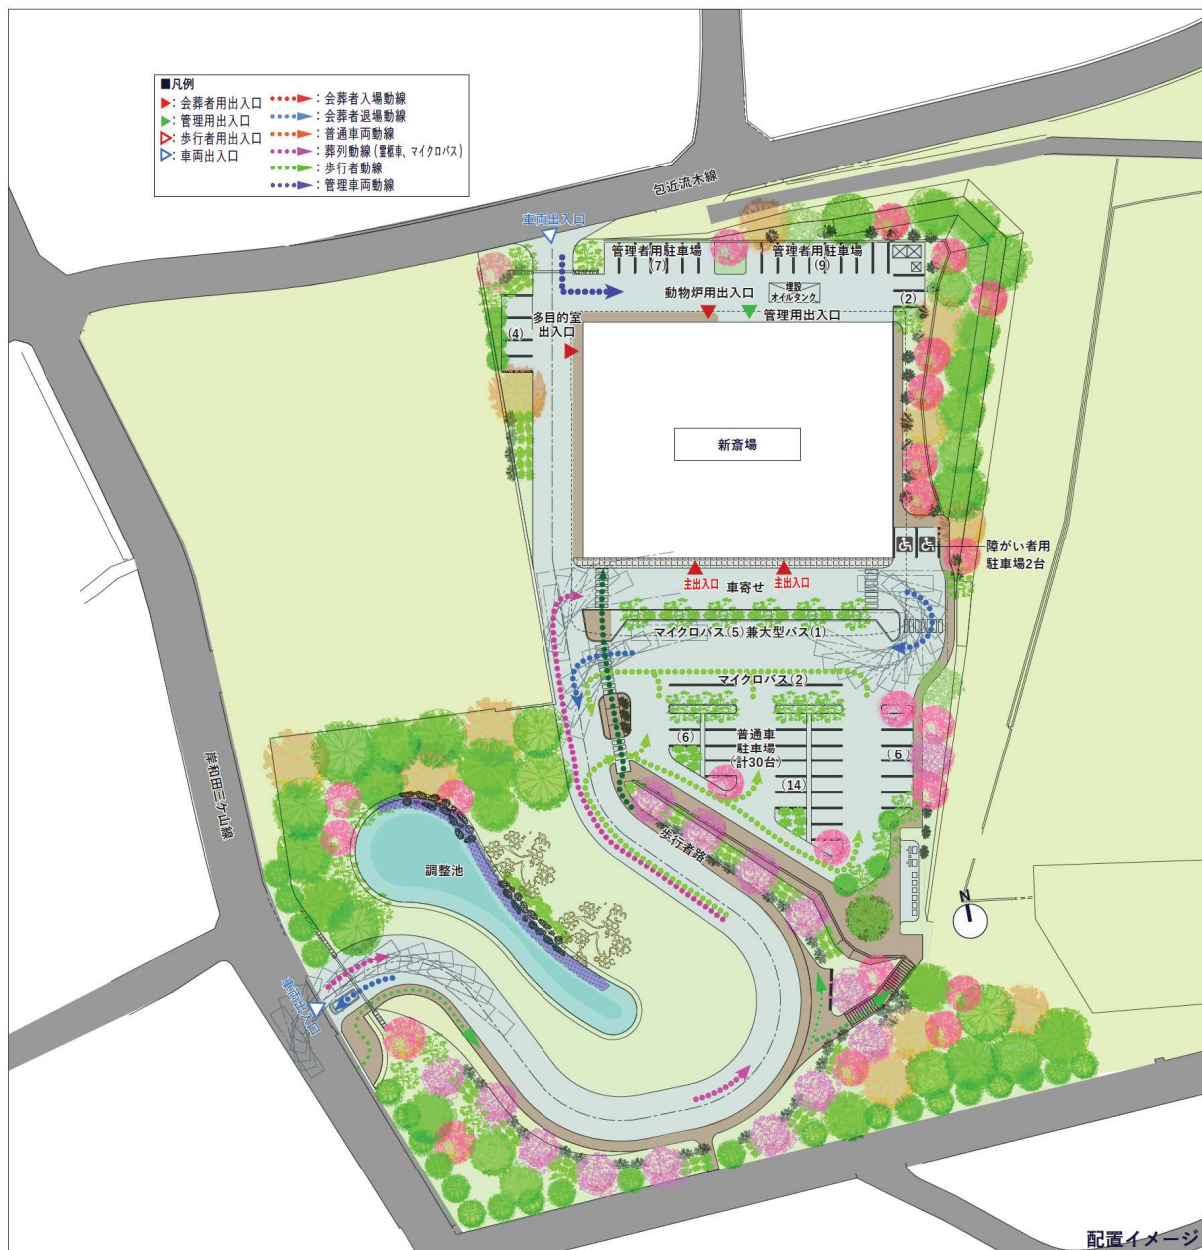 ■凡例
▶：会葬者用出入口
▶：管理用出入口
▷：歩行者用出入口
▷：車両出入口
：会葬者入場動線
：会葬者退場動線
：普通車両動線
：葬列動線（霊柩車、マイクロバス）
：歩行者動線
：管理車両動線
包近流木線
車両出入口
管理者用駐車場
(7)
管理者用駐車場
(9)
動物炉用出入口
埋設
オイルタンク
(2)
管理用出入口
多目的室
出入口
(4)
新斎場
障がい者用
駐車場2台
主出入口
車寄せ
主出入口
マイクロバス(5)兼大型バス(1)
マイクロバス(2)
(6)
普通車
駐車場
(計30台)
(14)
(6)
岸和田三ケ山線
歩行者路
調整池
N
車両出入口
配置イメージ